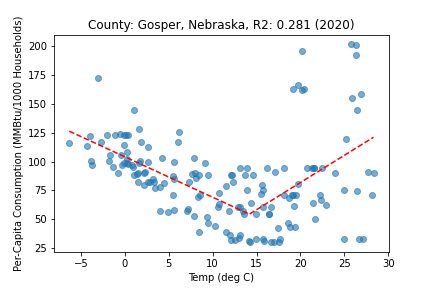 County: Gosper, Nebraska, R2: 0.281 (2020)
Per-Capita Consumption (MMBtu/1000 Households)
200
175
150
125
100
75
50
25
−5 0 5 10 15 20 25 30
Temp (deg C)